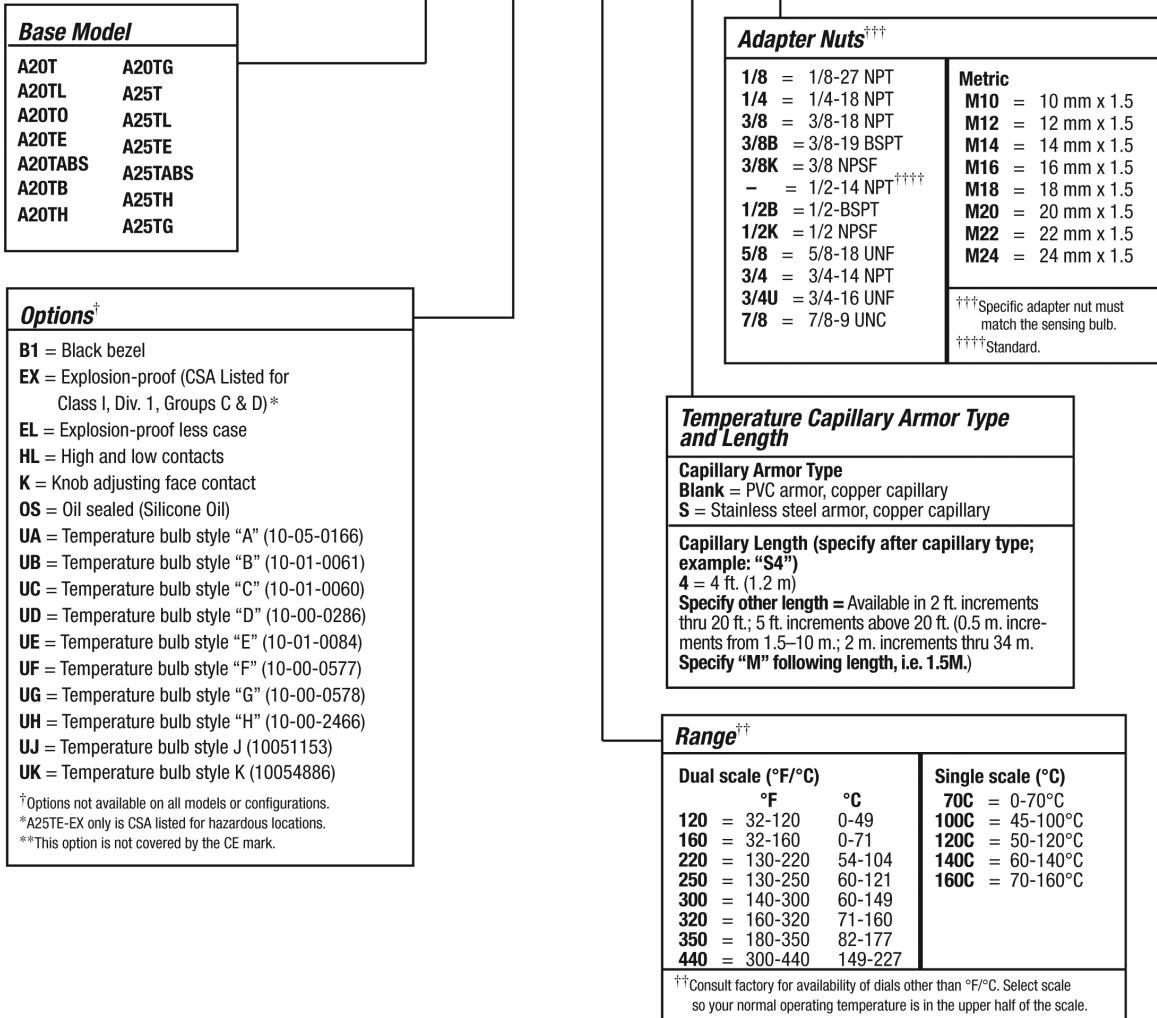 Base Model
A20T
A20TL
A20TO
A20TE
A20TABS
A20TB
A20TH
A20TG
A25T
A25TL
A25TE
A25TABS
A25TH
A25TG
Options†
B1 = Black bezel
EX = Explosion-proof (CSA Listed for
Class I, Div. 1, Groups C & D)*
EL = Explosion-proof less case
HL = High and low contacts
K = Knob adjusting face contact
OS = Oil sealed (Silicone Oil)
UA = Temperature bulb style “A” (10-05-0166)
UB = Temperature bulb style “B” (10-01-0061)
UC = Temperature bulb style “C” (10-01-0060)
UD = Temperature bulb style “D” (10-00-0286)
UE = Temperature bulb style “E” (10-01-0084)
UF = Temperature bulb style “F” (10-00-0577)
UG = Temperature bulb style “G” (10-00-0578)
UH = Temperature bulb style “H” (10-00-2466)
UJ = Temperature bulb style J (10051153)
UK = Temperature bulb style K (10054886)
†Options not available on all models or configurations.
*A25TE-EX only is CSA listed for hazardous locations.
**This option is not covered by the CE mark.
Adapter Nuts†††
1/8 = 1/8-27 NPT
1/4 = 1/4-18 NPT
3/8 = 3/8-18 NPT
3/8B = 3/8-19 BSPT
3/8K = 3/8 NPSF
– = 1/2-14 NPT††††
1/2B = 1/2-BSPT
1/2K = 1/2 NPSF
5/8 = 5/8-18 UNF
3/4 = 3/4-14 NPT
3/4U = 3/4-16 UNF
7/8 = 7/8-9 UNC
Metric
M10 = 10 mm x 1.5
M12 = 12 mm x 1.5
M14 = 14 mm x 1.5
M16 = 16 mm x 1.5
M18 = 18 mm x 1.5
M20 = 20 mm x 1.5
M22 = 22 mm x 1.5
M24 = 24 mm x 1.5
†††Specific adapter nut must
match the sensing bulb.
††††Standard.
Temperature Capillary Armor Type
and Length
Capillary Armor Type
Blank = PVC armor, copper capillary
S = Stainless steel armor, copper capillary
Capillary Length (specify after capillary type;
example: “S4”)
4 = 4 ft. (1.2 m)
Specify other length = Available in 2 ft. increments
thru 20 ft.; 5 ft. increments above 20 ft. (0.5 m. incre-
ments from 1.5–10 m.; 2 m. increments thru 34 m.
Specify “M” following length, i.e. 1.5M.)
Range††
Dual scale (°F/°C)
°F °C
120 = 32-120 0-49
160 = 32-160 0-71
220 = 130-220 54-104
250 = 130-250 60-121
300 = 140-300 60-149
320 = 160-320 71-160
350 = 180-350 82-177
440 = 300-440 149-227
Single scale (°C)
70C = 0-70°C
100C = 45-100°C
120C = 50-120°C
140C = 60-140°C
160C = 70-160°C
††Consult factory for availability of dials other than °F/°C. Select scale
so your normal operating temperature is in the upper half of the scale.